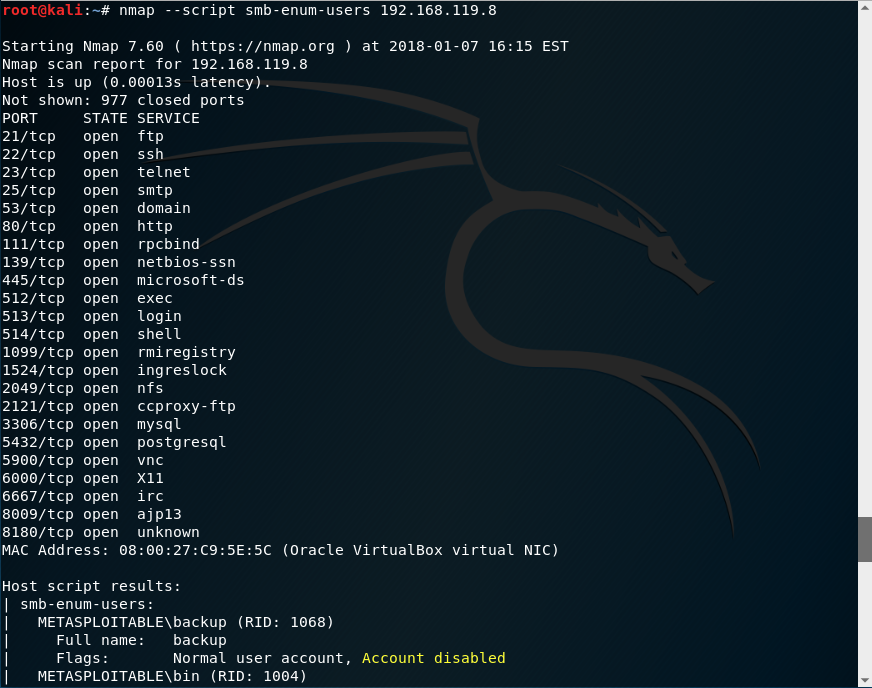 root@kali:~# nmap --script smb-enum-users 192.168.119.8
Starting Nmap 7.60 ( https://nmap.org ) at 2018-01-07 16:15 EST
Nmap scan report for 192.168.119.8
Host is up (0.00013s latency).
Not shown: 977 closed ports
PORT     STATE SERVICE
21/tcp   open  ftp
22/tcp   open  ssh
23/tcp   open  telnet
25/tcp   open  smtp
53/tcp   open  domain
80/tcp   open  http
111/tcp  open  rpcbind
139/tcp  open  netbios-ssn
445/tcp  open  microsoft-ds
512/tcp  open  exec
513/tcp  open  login
514/tcp  open  shell
1099/tcp open  rmiregistry
1524/tcp open  ingreslock
2049/tcp open  nfs
2121/tcp open  ccproxy-ftp
3306/tcp open  mysql
5432/tcp open  postgresql
5900/tcp open  vnc
6000/tcp open  X11
6667/tcp open  irc
8009/tcp open  ajp13
8180/tcp open  unknown
MAC Address: 08:00:27:C9:5E:5C (Oracle VirtualBox virtual NIC)
Host script results:
| smb-enum-users:
|   METASPLOITABLE\backup (RID: 1068)
|     Full name:   backup
|     Flags:       Normal user account, Account disabled
|   METASPLOITABLE\bin (RID: 1004)